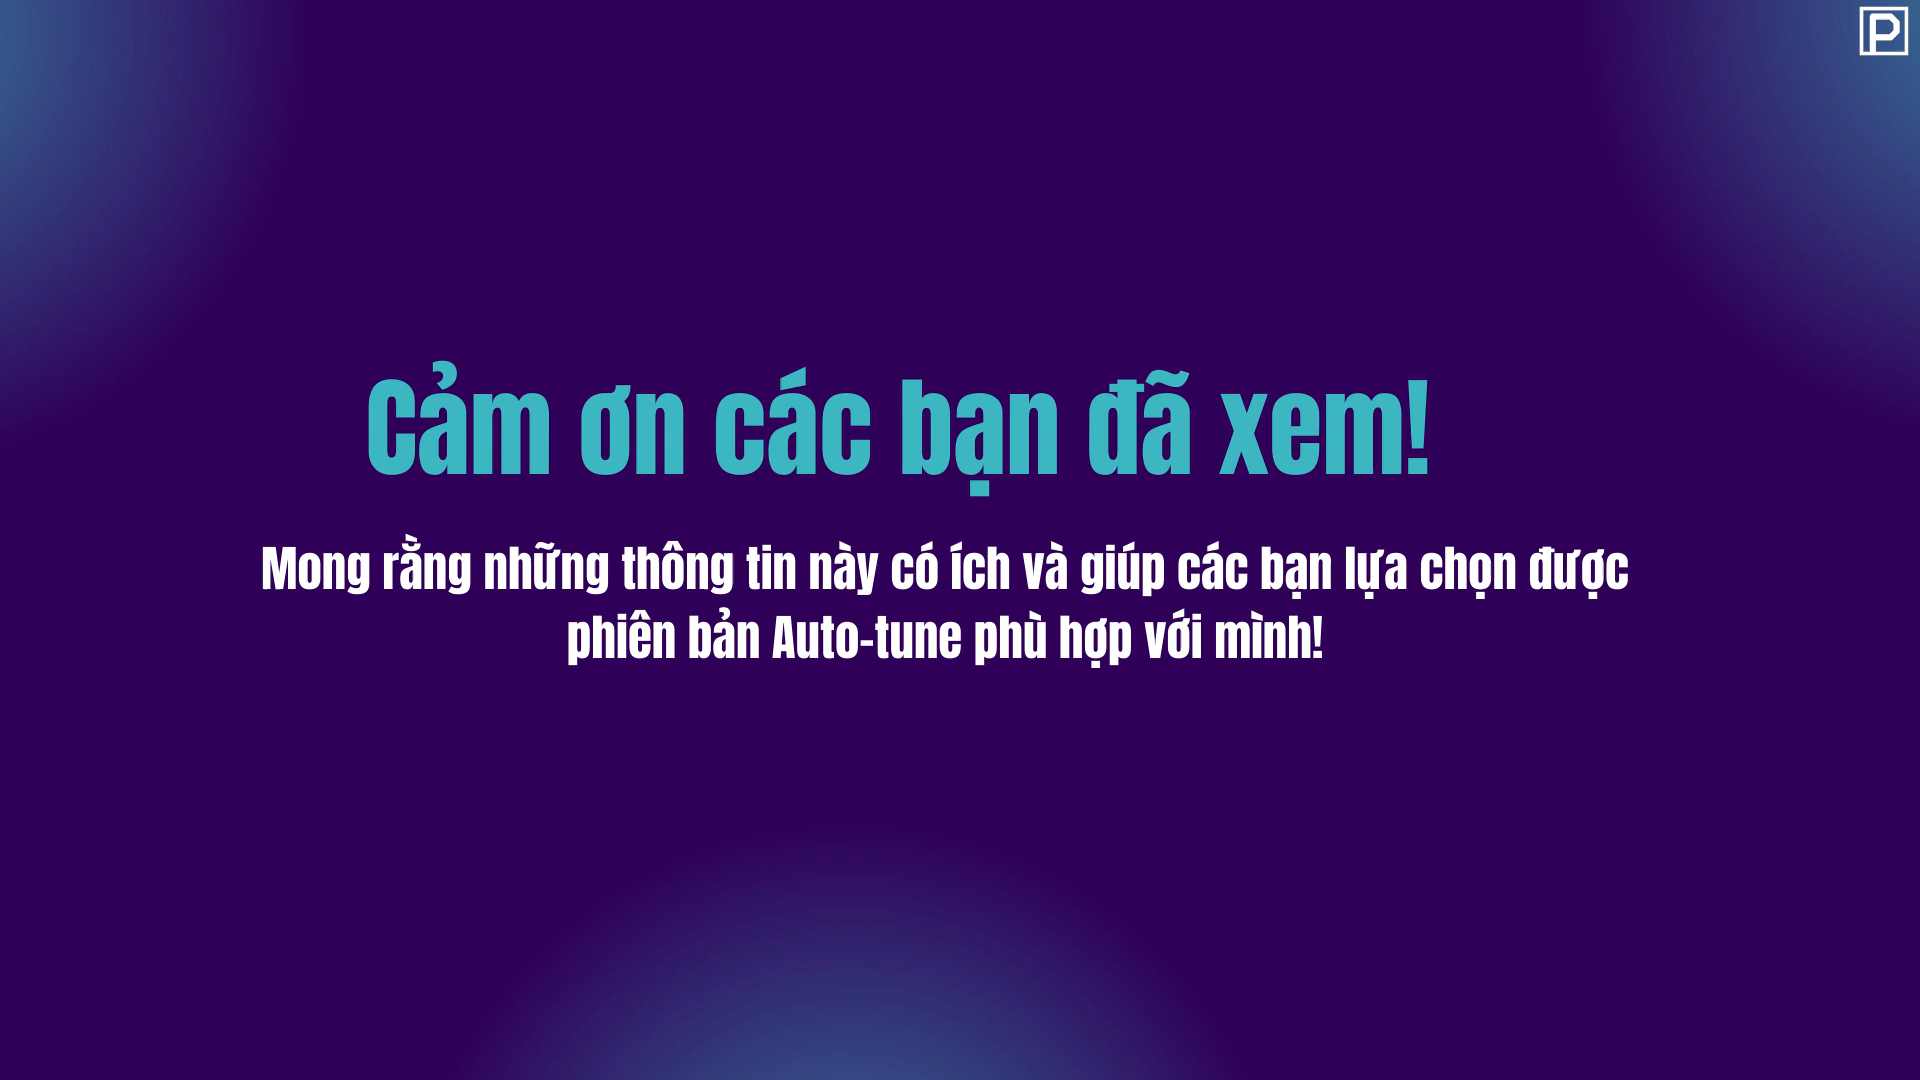 P
Cảm ơn các bạn đã xem!
Mong rằng những thông tin này có ích và giúp các bạn lựa chọn được
phiên bản Auto-tune phù hợp với mình!